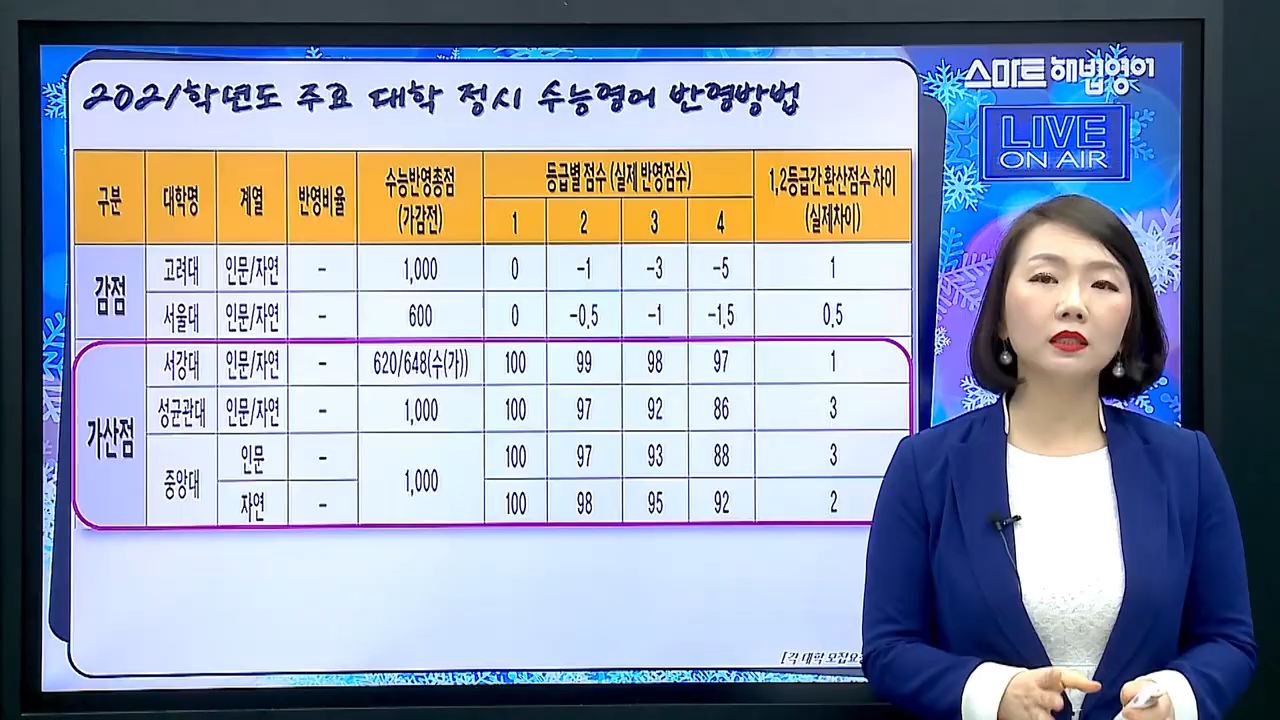 2021학년도 주요 대학 정시 수능영어 반영방법
스마트 해법영어
LIVE
ON AIR
구분 대학명 계열 반영비율 수능반영총점 (가감전) 등급별 점수 (실제 반영점수) 1,2등급간 환산점수 차이 (실제차이)
1 2 3 4
감점 고려대 인문/자연 - 1,000 0 -1 -3 -5 1
서울대 인문/자연 - 600 0 -0.5 -1 -1.5 0.5
가산점 서강대 인문/자연 - 620/648(수(가)) 100 99 98 97 1
성균관대 인문/자연 - 1,000 100 97 92 86 3
중앙대 인문 - 1,000 100 97 93 88 3
자연 - 100 98 95 92 2
[각 대학 모집요